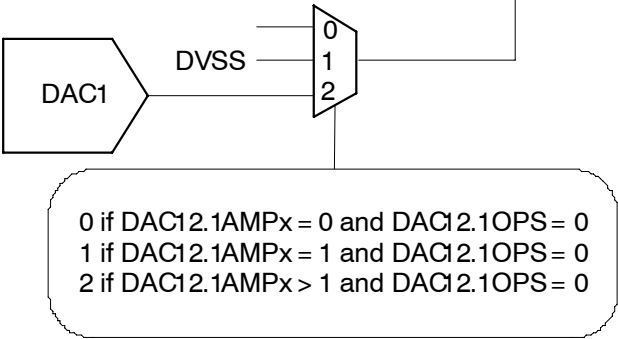 0
DVSS
1
2
DAC1
0 if DAC12.1AMPx = 0 and DAC12.1OPS = 0
1 if DAC12.1AMPx = 1 and DAC12.1OPS = 0
2 if DAC12.1AMPx > 1 and DAC12.1OPS = 0